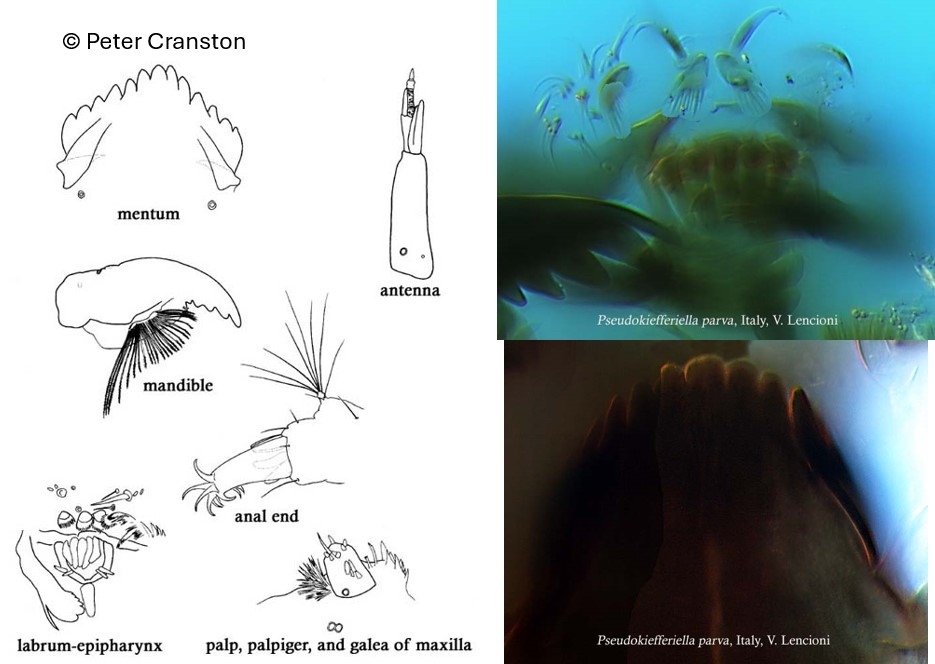 © Peter Cranston
mentum
antenna
mandible
anal end
labrum-epipharynx
palp, palpiger, and galea of maxilla
Pseudokiefferiella parva, Italy, V. Lencioni
Pseudokiefferiella parva, Italy, V. Lencioni